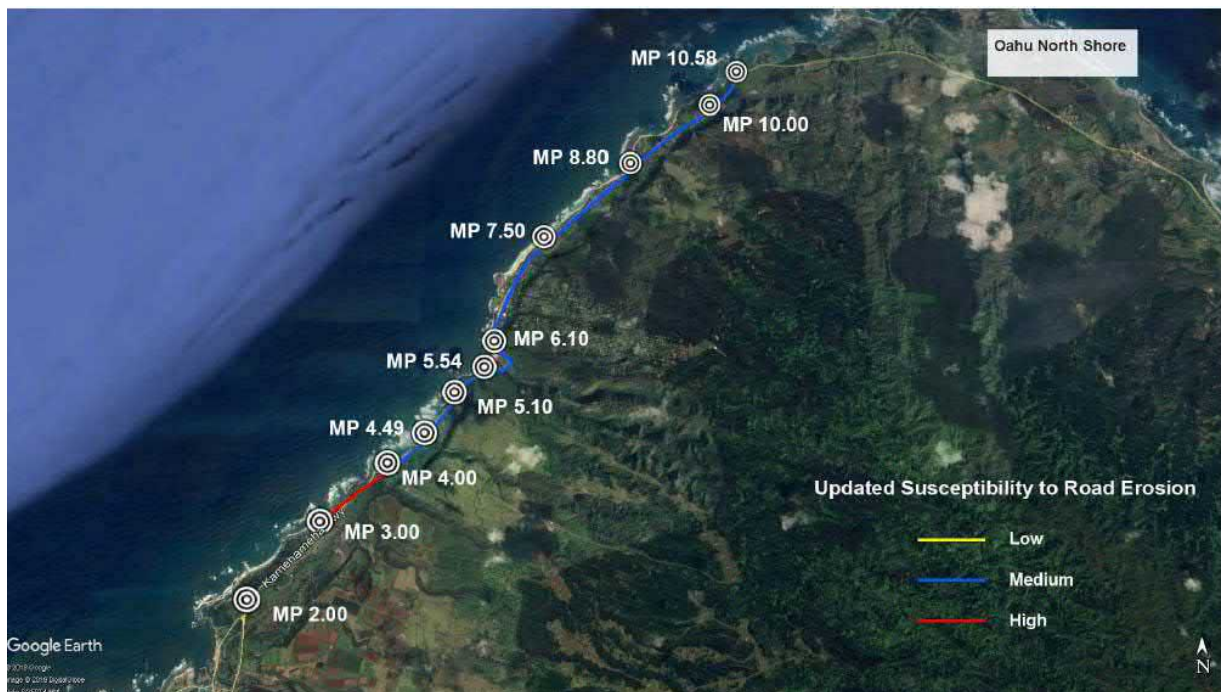 Oahu North Shore
MP 10.58
MP 10.00
MP 8.80
MP 7.50
MP 6.10
MP 5.54
MP 5.10
MP 4.49
MP 4.00
MP 3.00
MP 2.00
Updated Susceptibility to Road Erosion
Low
Medium
High
Google Earth
N